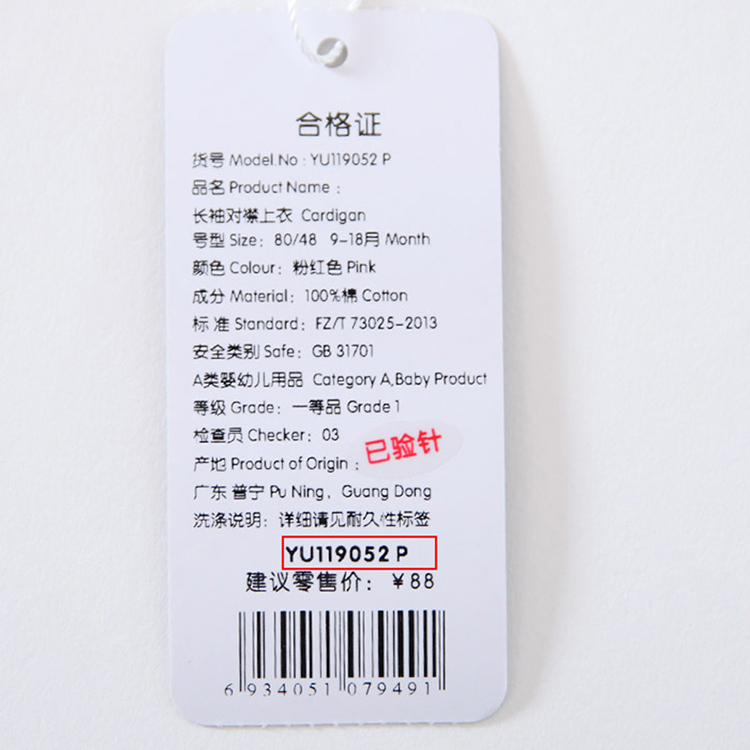 合格证
货号 Model.No : YU119052 P
品名 Product Name :
长袖对襟上衣 Cardigan
号型 Size: 80/48 9-18月 Month
颜色 Colour: 粉红色 Pink
成分 Material: 100%棉 Cotton
标 准 Standard: FZ/T 73025-2013
安全类别 Safe: GB 31701
A类婴幼儿用品 Category A,Baby Product
等级 Grade: 一等品 Grade 1
检查员 Checker: 03
已验针
产地 Product of Origin :
广东 普宁 Pu Ning, Guang Dong
洗涤说明: 详细请见耐久性标签
YU119052 P
建议零售价: ¥88
6 934051 079491